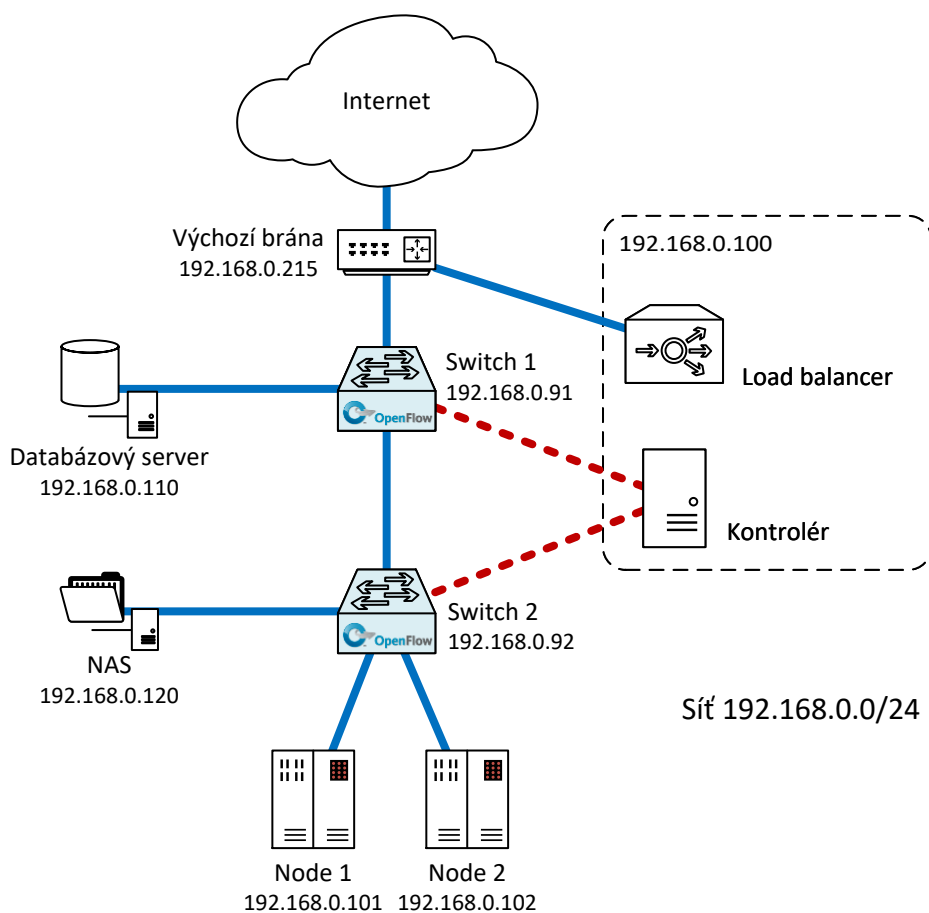 Internet
Výchozí brána
192.168.0.215
192.168.0.100
Load balancer
Switch 1
192.168.0.91
OpenFlow
Databázový server
192.168.0.110
Kontrolér
Switch 2
192.168.0.92
OpenFlow
NAS
192.168.0.120
Síť 192.168.0.0/24
Node 1
192.168.0.101
Node 2
192.168.0.102